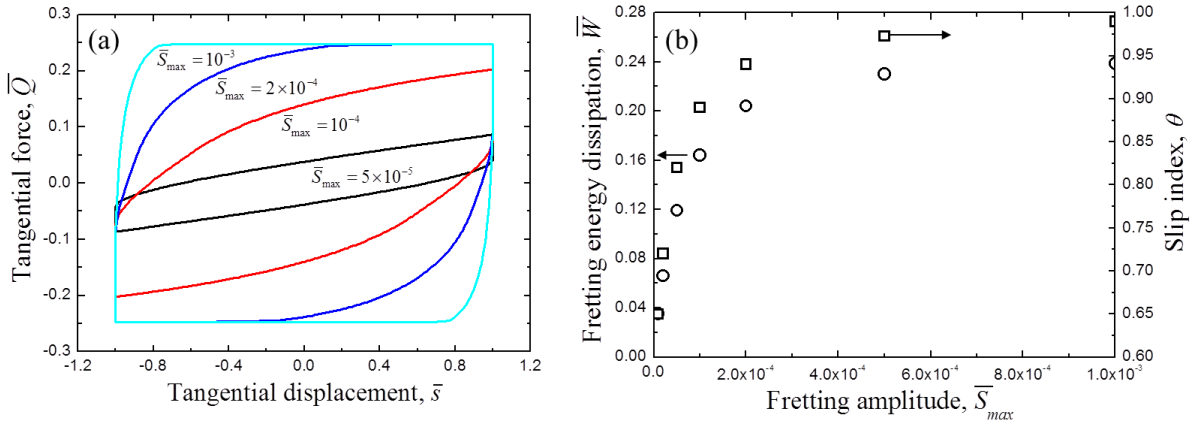 (a)
Tangential force, Q̅
0.3
0.2
0.1
0.0
-0.1
-0.2
-0.3
S̅max = 10⁻³
S̅max = 2×10⁻⁴
S̅max = 10⁻⁴
S̅max = 5×10⁻⁵
-1.2 -0.8 -0.4 0.0 0.4 0.8 1.2
Tangential displacement, s̅
(b)
Fretting energy dissipation, W̅
0.28
0.24
0.20
0.16
0.12
0.08
0.04
0.00
1.00
0.95
0.90
0.85
0.80
0.75
0.70
0.65
0.60
Slip index, θ
0.0 2.0x10⁻⁴ 4.0x10⁻⁴ 6.0x10⁻⁴ 8.0x10⁻⁴ 1.0x10⁻³
Fretting amplitude, S̅max